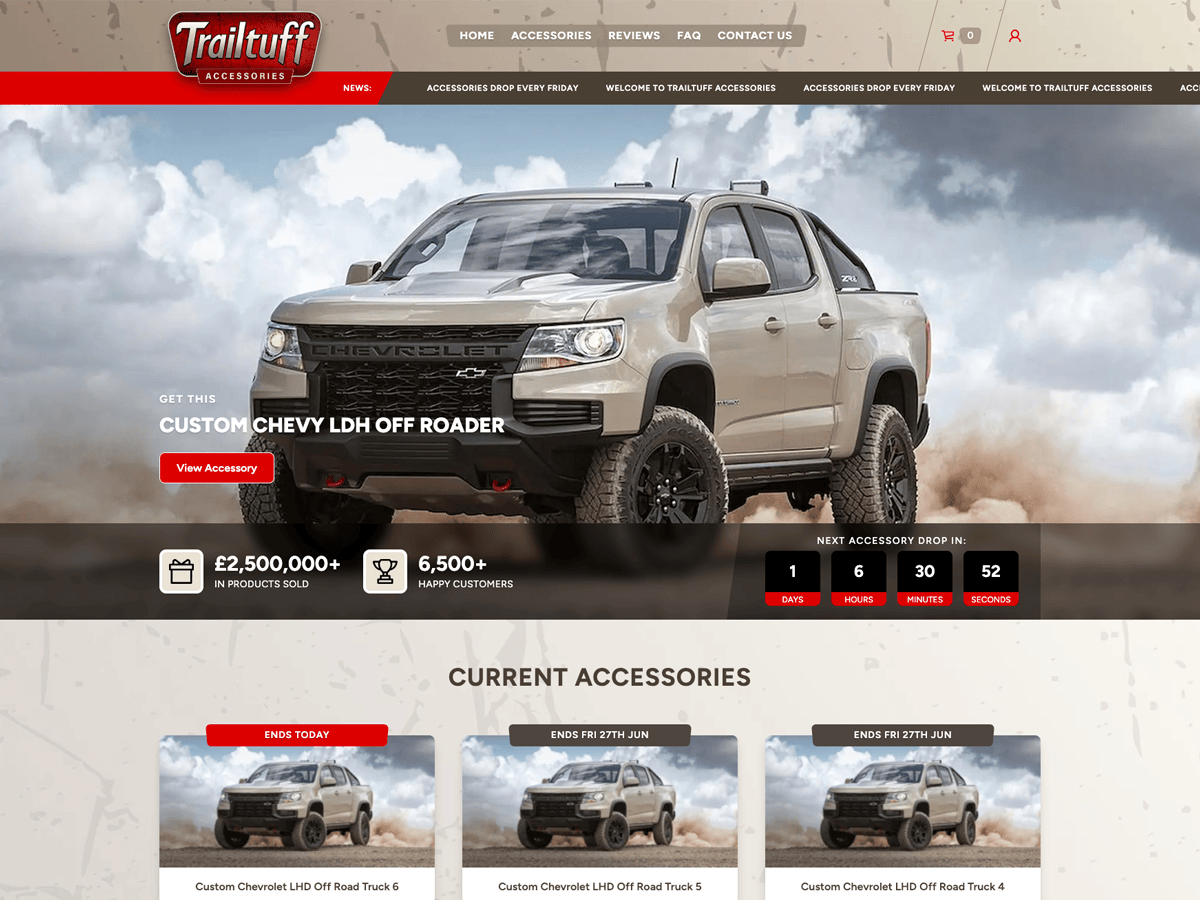 Trailtuff
ACCESSORIES
HOME ACCESSORIES REVIEWS FAQ CONTACT US
0
NEWS: ACCESSORIES DROP EVERY FRIDAY WELCOME TO TRAILTUFF ACCESSORIES ACCESSORIES DROP EVERY FRIDAY WELCOME TO TRAILTUFF ACCESSORIES ACC
ZR2
CHEVROLET
GET THIS
CUSTOM CHEVY LDH OFF ROADER
View Accessory
£2,500,000+
IN PRODUCTS SOLD
6,500+
HAPPY CUSTOMERS
NEXT ACCESSORY DROP IN:
1 6 30 52
DAYS HOURS MINUTES SECONDS
CURRENT ACCESSORIES
ENDS TODAY ENDS FRI 27TH JUN ENDS FRI 27TH JUN
Custom Chevrolet LHD Off Road Truck 6 Custom Chevrolet LHD Off Road Truck 5 Custom Chevrolet LHD Off Road Truck 4